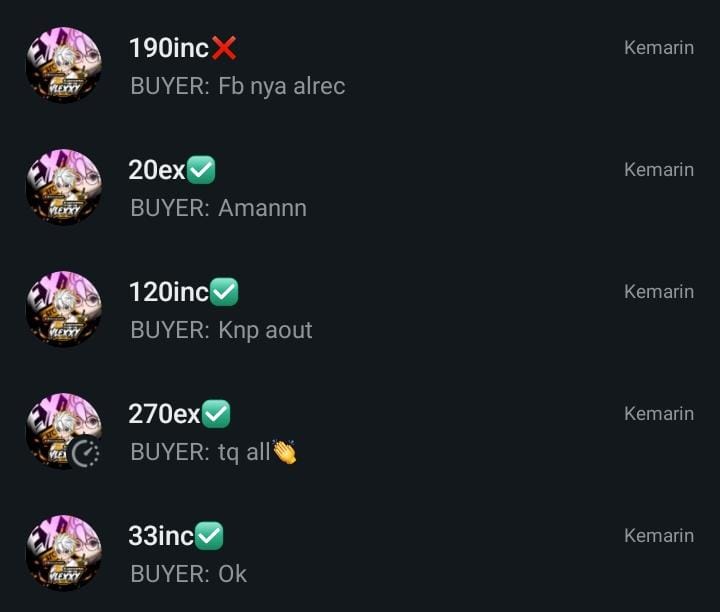 190inc❌
Kemarin
BUYER: Fb nya alrec
20ex✅
Kemarin
BUYER: Amannn
120inc✅
Kemarin
BUYER: Knp aout
270ex✅
Kemarin
BUYER: tq all👏
33inc✅
Kemarin
BUYER: Ok